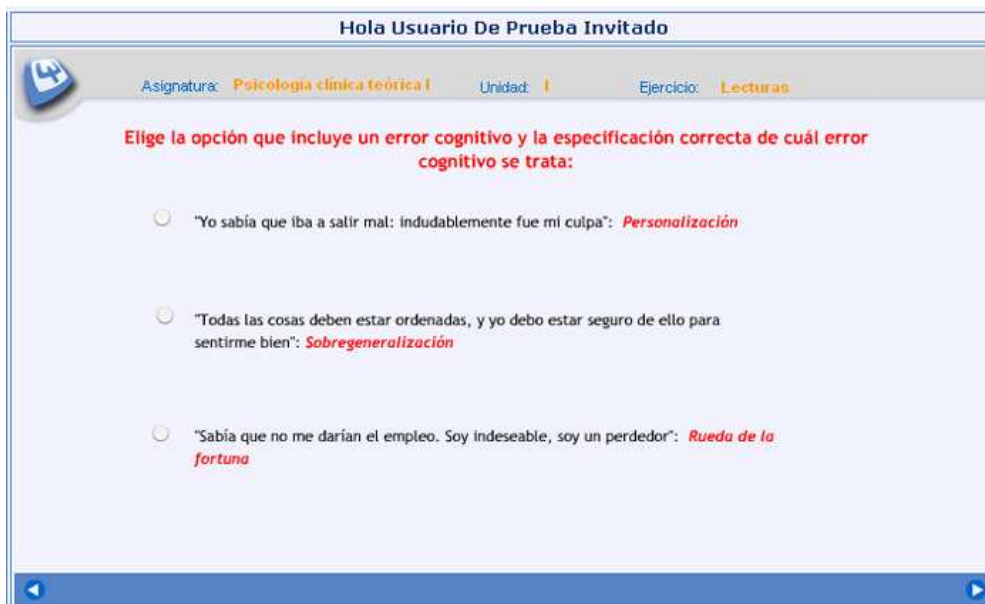 Hola Usuario De Prueba Invitado
Asignatura: Psicología clínica teórica I Unidad: I Ejercicio: Lecturas
Elige la opción que incluye un error cognitivo y la especificación correcta de cuál error
cognitivo se trata:
"Yo sabía que iba a salir mal: indudablemente fue mi culpa": Personalización
"Todas las cosas deben estar ordenadas, y yo debo estar seguro de ello para
sentirme bien": Sobregeneralización
"Sabía que no me darían el empleo. Soy indeseable, soy un perdedor": Rueda de la
fortuna